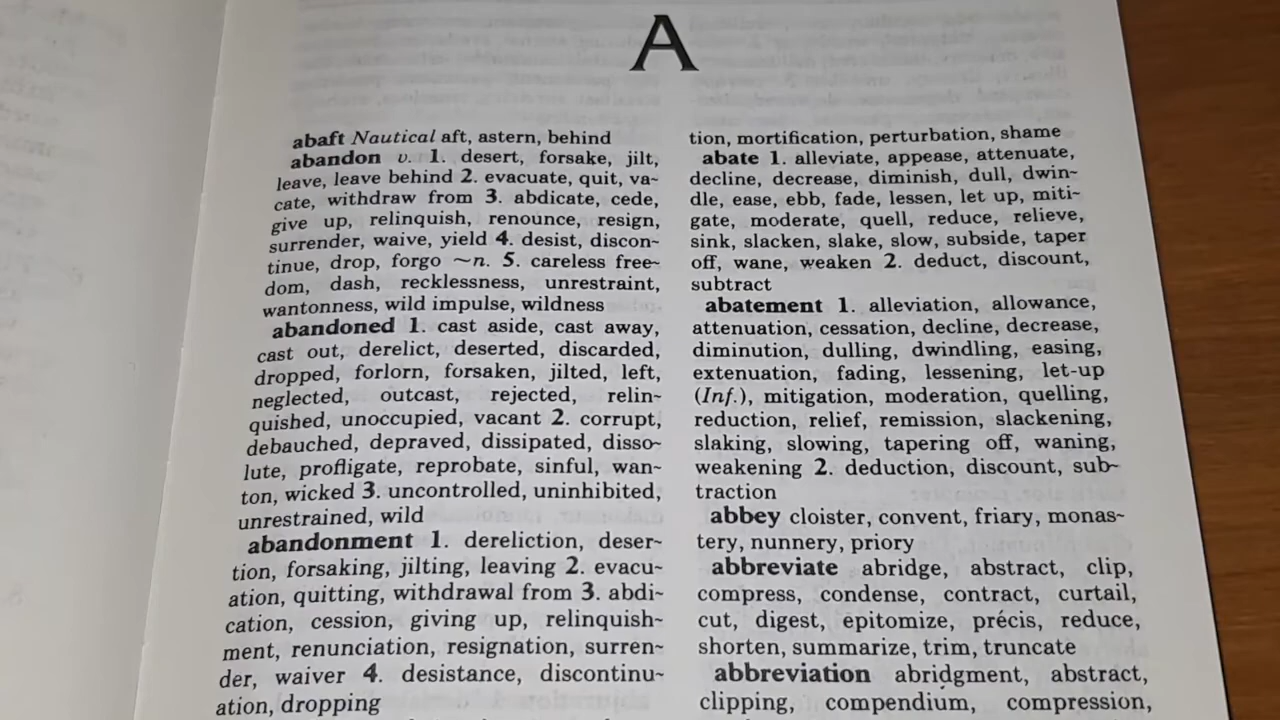 A
abaft Nautical aft, astern, behind
abandon v. 1. desert, forsake, jilt,
leave, leave behind 2. evacuate, quit, va-
cate, withdraw from 3. abdicate, cede,
give up, relinquish, renounce, resign,
surrender, waive, yield 4. desist, discon-
tinue, drop, forgo ~n. 5. careless free-
dom, dash, recklessness, unrestraint,
wantonness, wild impulse, wildness
abandoned 1. cast aside, cast away,
cast out, derelict, deserted, discarded,
dropped, forlorn, forsaken, jilted, left,
neglected, outcast, rejected, relin-
quished, unoccupied, vacant 2. corrupt,
debauched, depraved, dissipated, disso-
lute, profligate, reprobate, sinful, wan-
ton, wicked 3. uncontrolled, uninhibited,
unrestrained, wild
abandonment 1. dereliction, deser-
tion, forsaking, jilting, leaving 2. evacu-
ation, quitting, withdrawal from 3. abdi-
cation, cession, giving up, relinquish-
ment, renunciation, resignation, surren-
der, waiver 4. desistance, discontinu-
ation, dropping
tion, mortification, perturbation, shame
abate 1. alleviate, appease, attenuate,
decline, decrease, diminish, dull, dwin-
dle, ease, ebb, fade, lessen, let up, miti-
gate, moderate, quell, reduce, relieve,
sink, slacken, slake, slow, subside, taper
off, wane, weaken 2. deduct, discount,
subtract
abatement 1. alleviation, allowance,
attenuation, cessation, decline, decrease,
diminution, dulling, dwindling, easing,
extenuation, fading, lessening, let-up
(Inf.), mitigation, moderation, quelling,
reduction, relief, remission, slackening,
slaking, slowing, tapering off, waning,
weakening 2. deduction, discount, sub-
traction
abbey cloister, convent, friary, monas-
tery, nunnery, priory
abbreviate abridge, abstract, clip,
compress, condense, contract, curtail,
cut, digest, epitomize, précis, reduce,
shorten, summarize, trim, truncate
abbreviation abridgment, abstract,
clipping, compendium, compression,